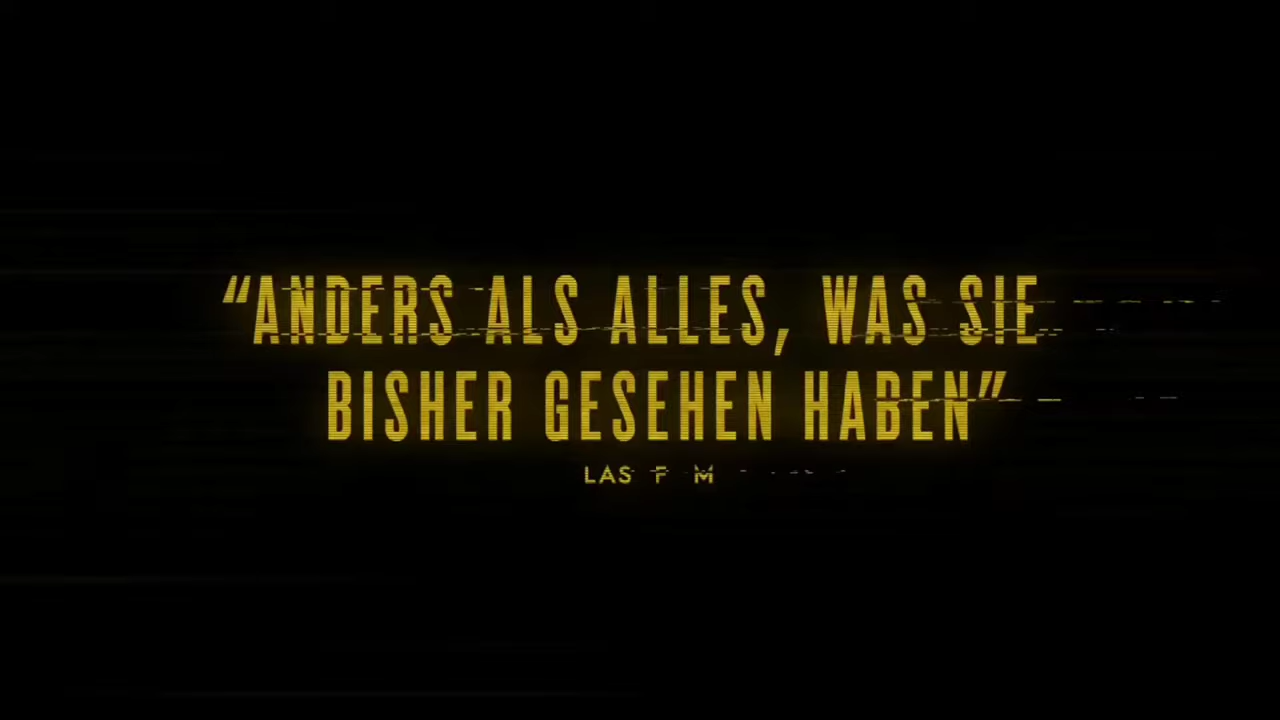 “ANDERS ALS ALLES, WAS SIE
BISHER GESEHEN HABEN”